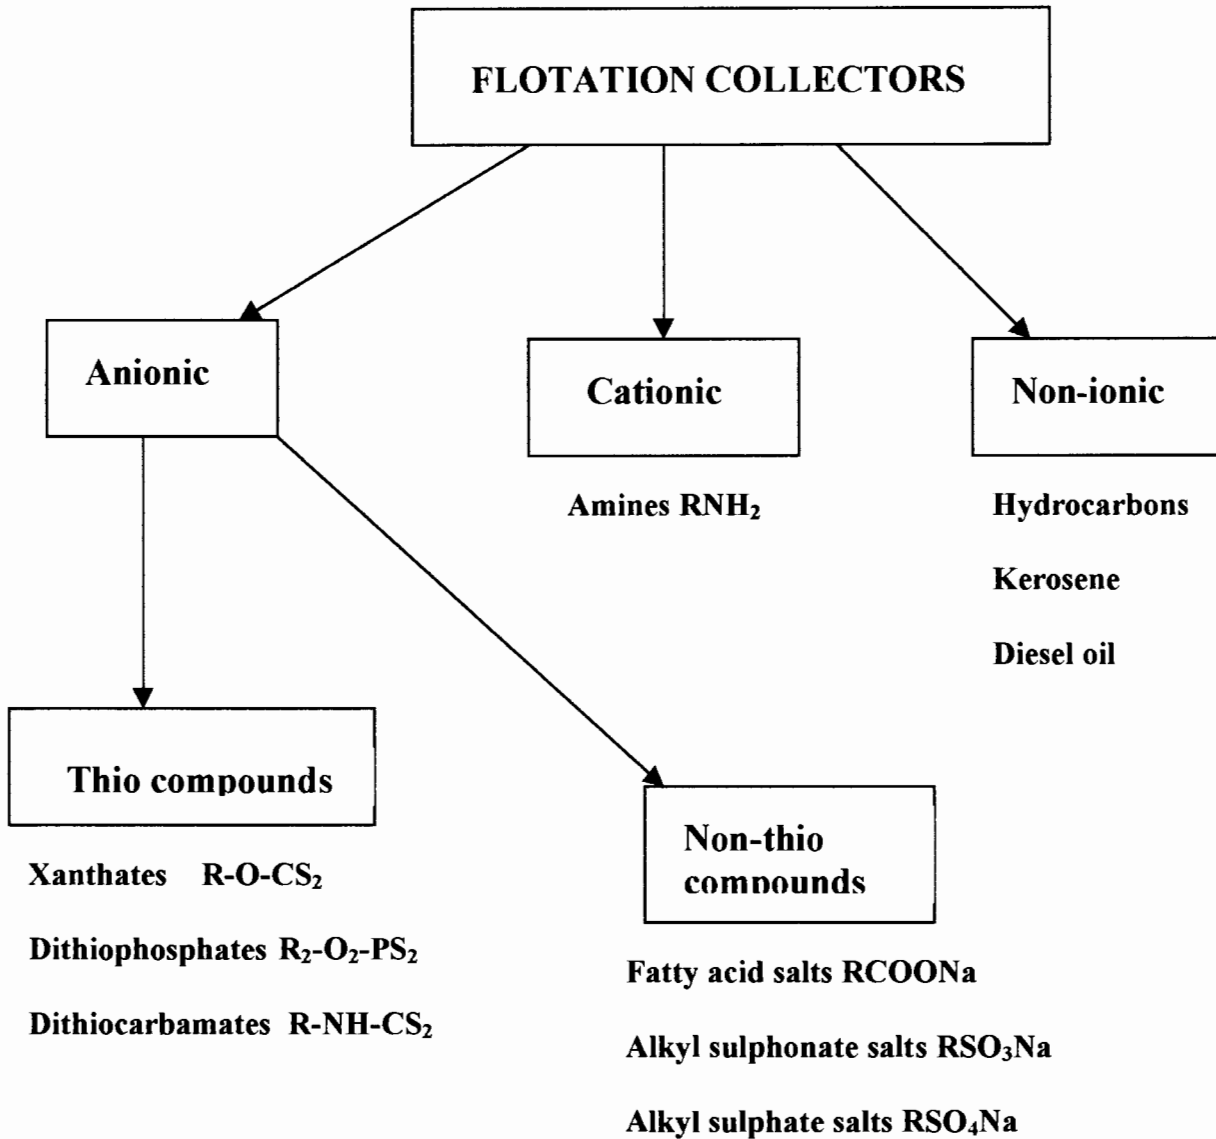 FLOTATION COLLECTORS
Anionic
Cationic
Non-ionic
Amines RNH₂
Hydrocarbons
Kerosene
Diesel oil
Thio compounds
Xanthates R-O-CS₂
Dithiophosphates R₂-O₂-PS₂
Dithiocarbamates R-NH-CS₂
Non-thio
compounds
Fatty acid salts RCOONa
Alkyl sulphonate salts RSO₃Na
Alkyl sulphate salts RSO₄Na